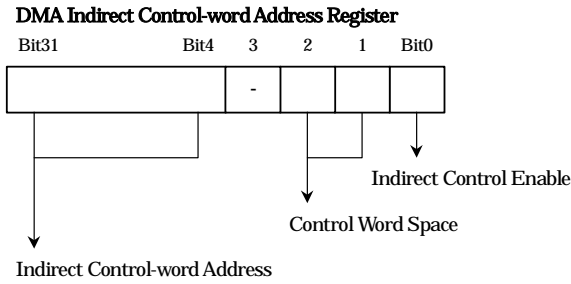 DMA Indirect Control-word Address Register
Bit31 Bit4 3 2 1 Bit0
-
Indirect Control Enable
Control Word Space
Indirect Control-word Address